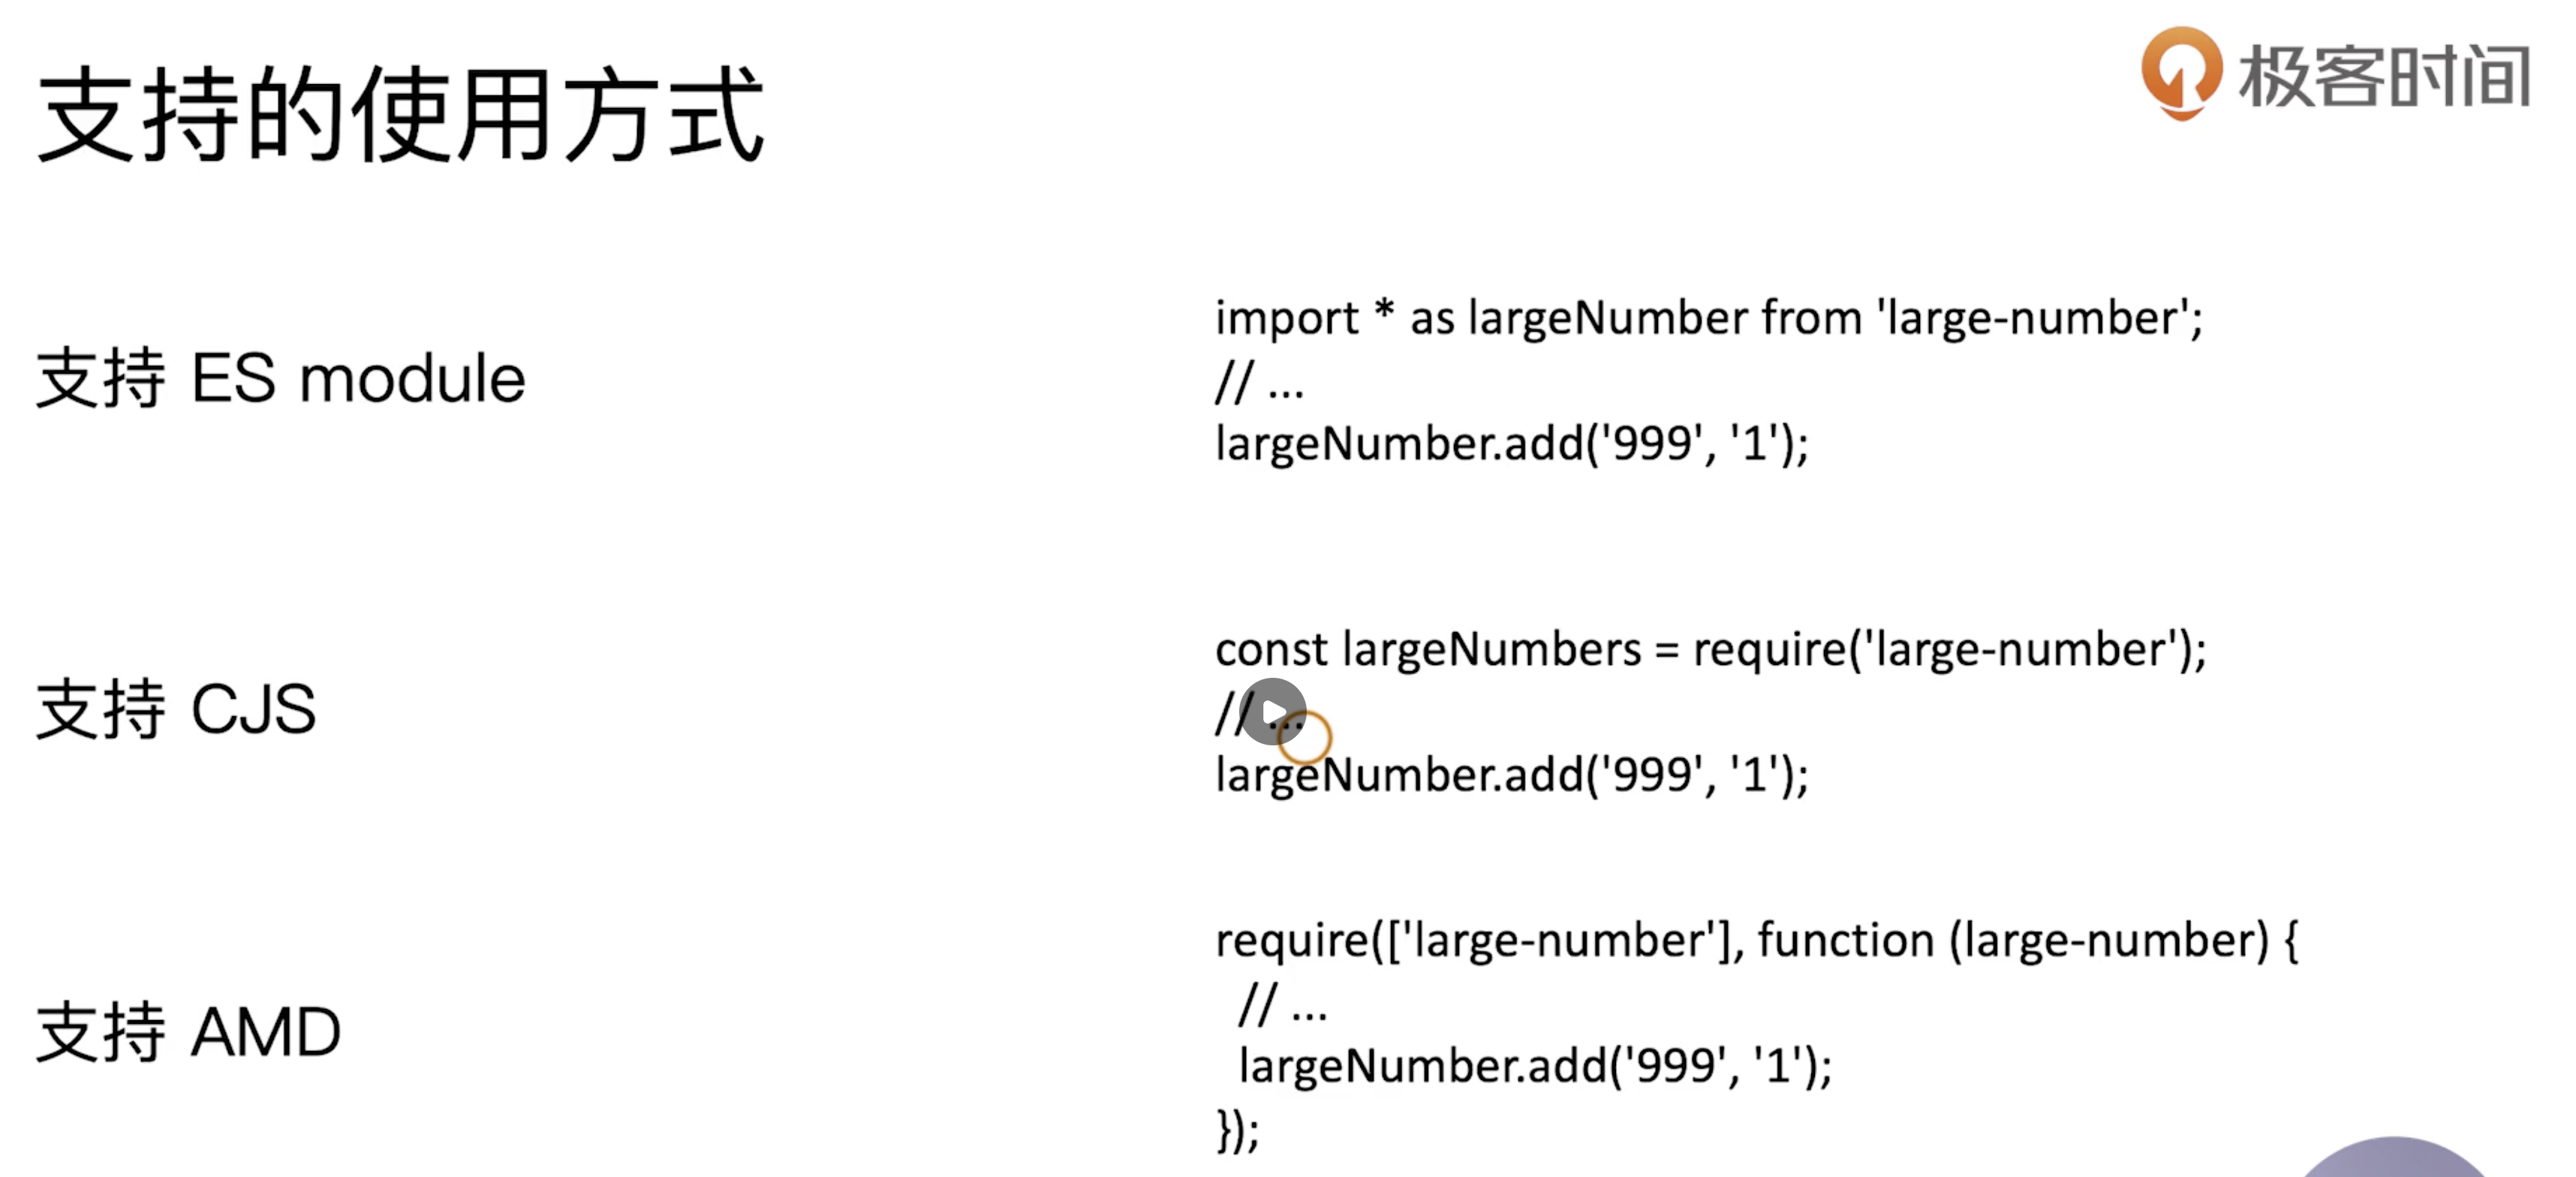 支持的使用方式
极客时间
支持 ES module
import * as largeNumber from 'large-number';
// ...
largeNumber.add('999', '1');
支持 CJS
const largeNumbers = require('large-number');
// ...
largeNumber.add('999', '1');
支持 AMD
require(['large-number'], function (large-number) {
// ...
largeNumber.add('999', '1');
});